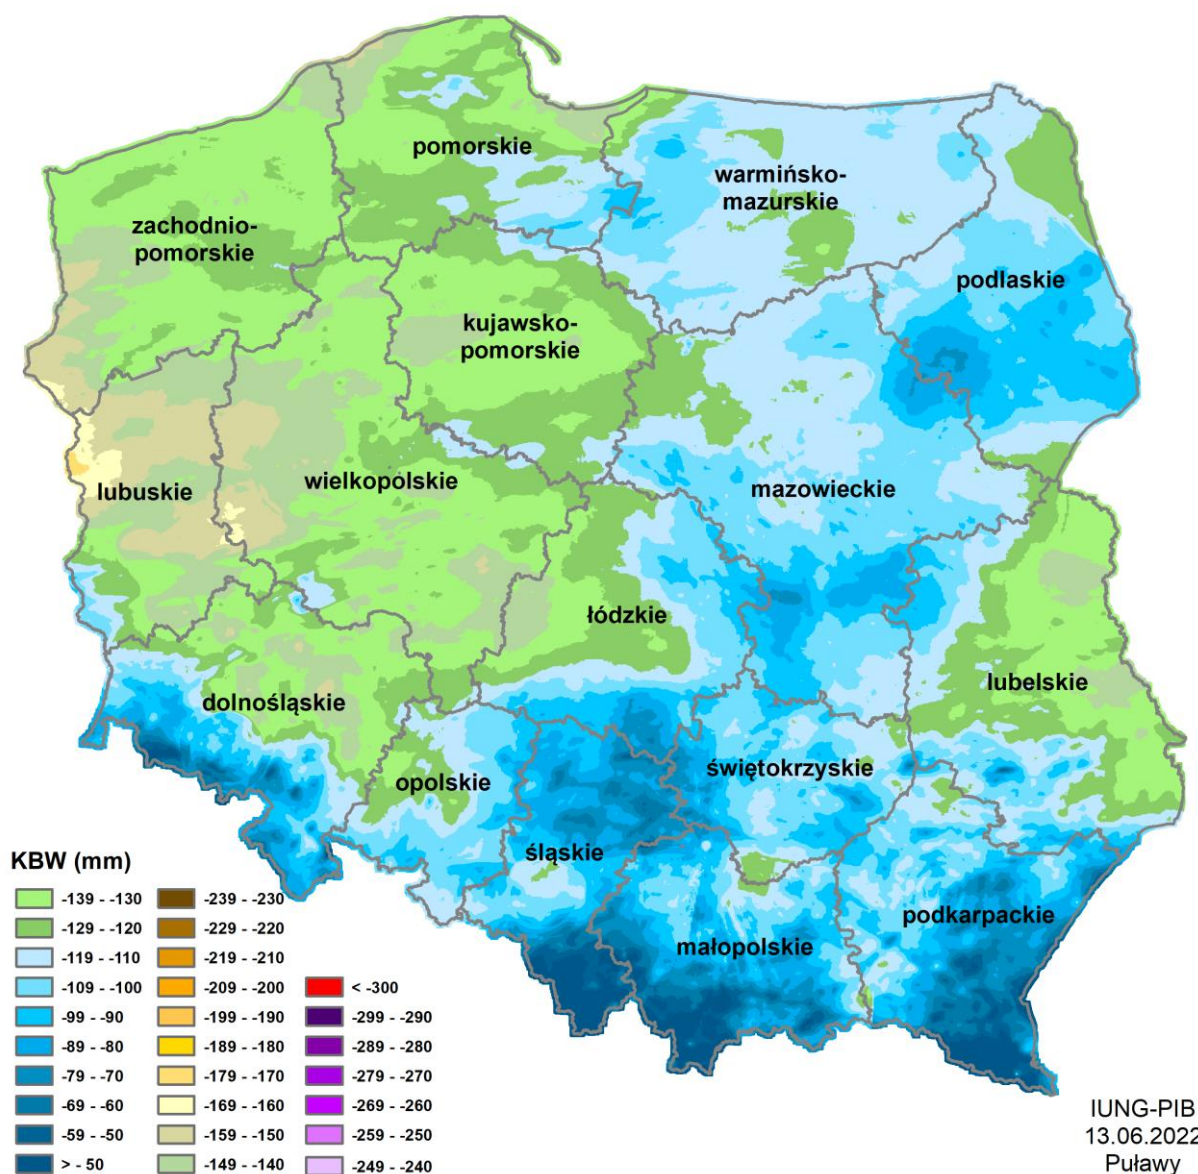 pomorskie
warmińsko-
mazurskie
zachodnio-
pomorskie
podlaskie
kujawsko-
pomorskie
lubuskie
wielkopolskie
mazowieckie
łódzkie
lubelskie
dolnośląskie
opolskie
świętokrzyskie
śląskie
podkarpackie
małopolskie
KBW (mm)
-139 - -130
-129 - -120
-119 - -110
-109 - -100
-99 - -90
-89 - -80
-79 - -70
-69 - -60
-59 - -50
> - 50
-239 - -230
-229 - -220
-219 - -210
-209 - -200
-199 - -190
-189 - -180
-179 - -170
-169 - -160
-159 - -150
-149 - -140
< -300
-299 - -290
-289 - -280
-279 - -270
-269 - -260
-259 - -250
-249 - -240
IUNG-PIB
13.06.2022
Puławy